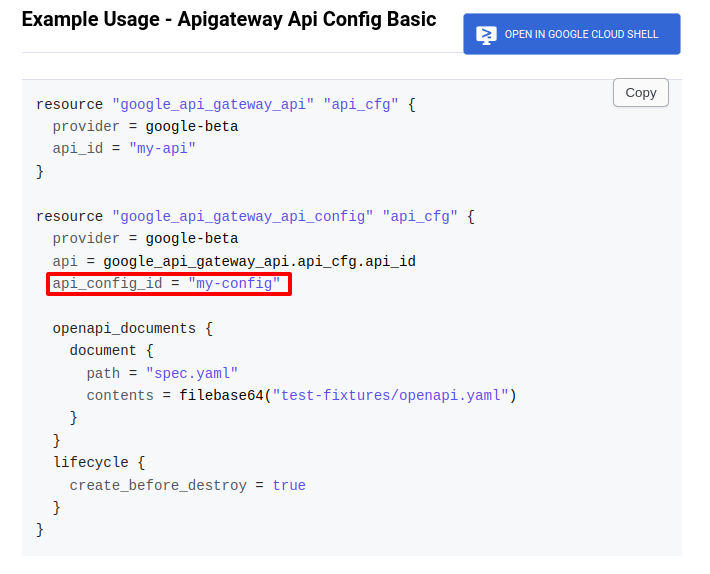 Example Usage - Apigateway Api Config Basic
OPEN IN GOOGLE CLOUD SHELL
Copy
resource "google_api_gateway_api" "api_cfg" {
  provider = google-beta
  api_id = "my-api"
}

resource "google_api_gateway_api_config" "api_cfg" {
  provider = google-beta
  api = google_api_gateway_api.api_cfg.api_id
  api_config_id = "my-config"

  openapi_documents {
    document {
      path = "spec.yaml"
      contents = filebase64("test-fixtures/openapi.yaml")
    }
  }
  lifecycle {
    create_before_destroy = true
  }
}